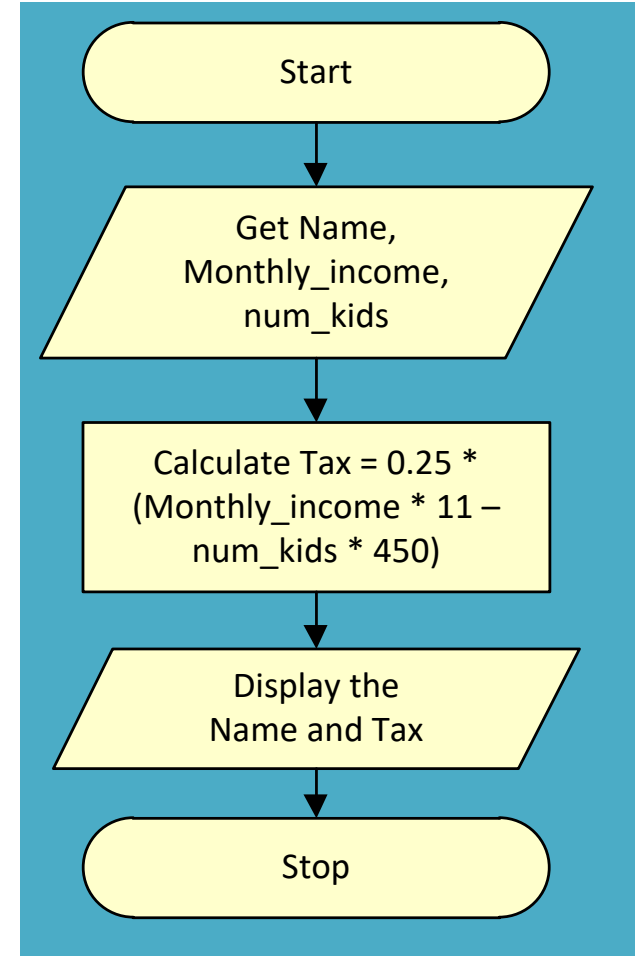 Start
Get Name,
Monthly_income,
num_kids
Calculate Tax = 0.25 *
(Monthly_income * 11 –
num_kids * 450)
Display the
Name and Tax
Stop